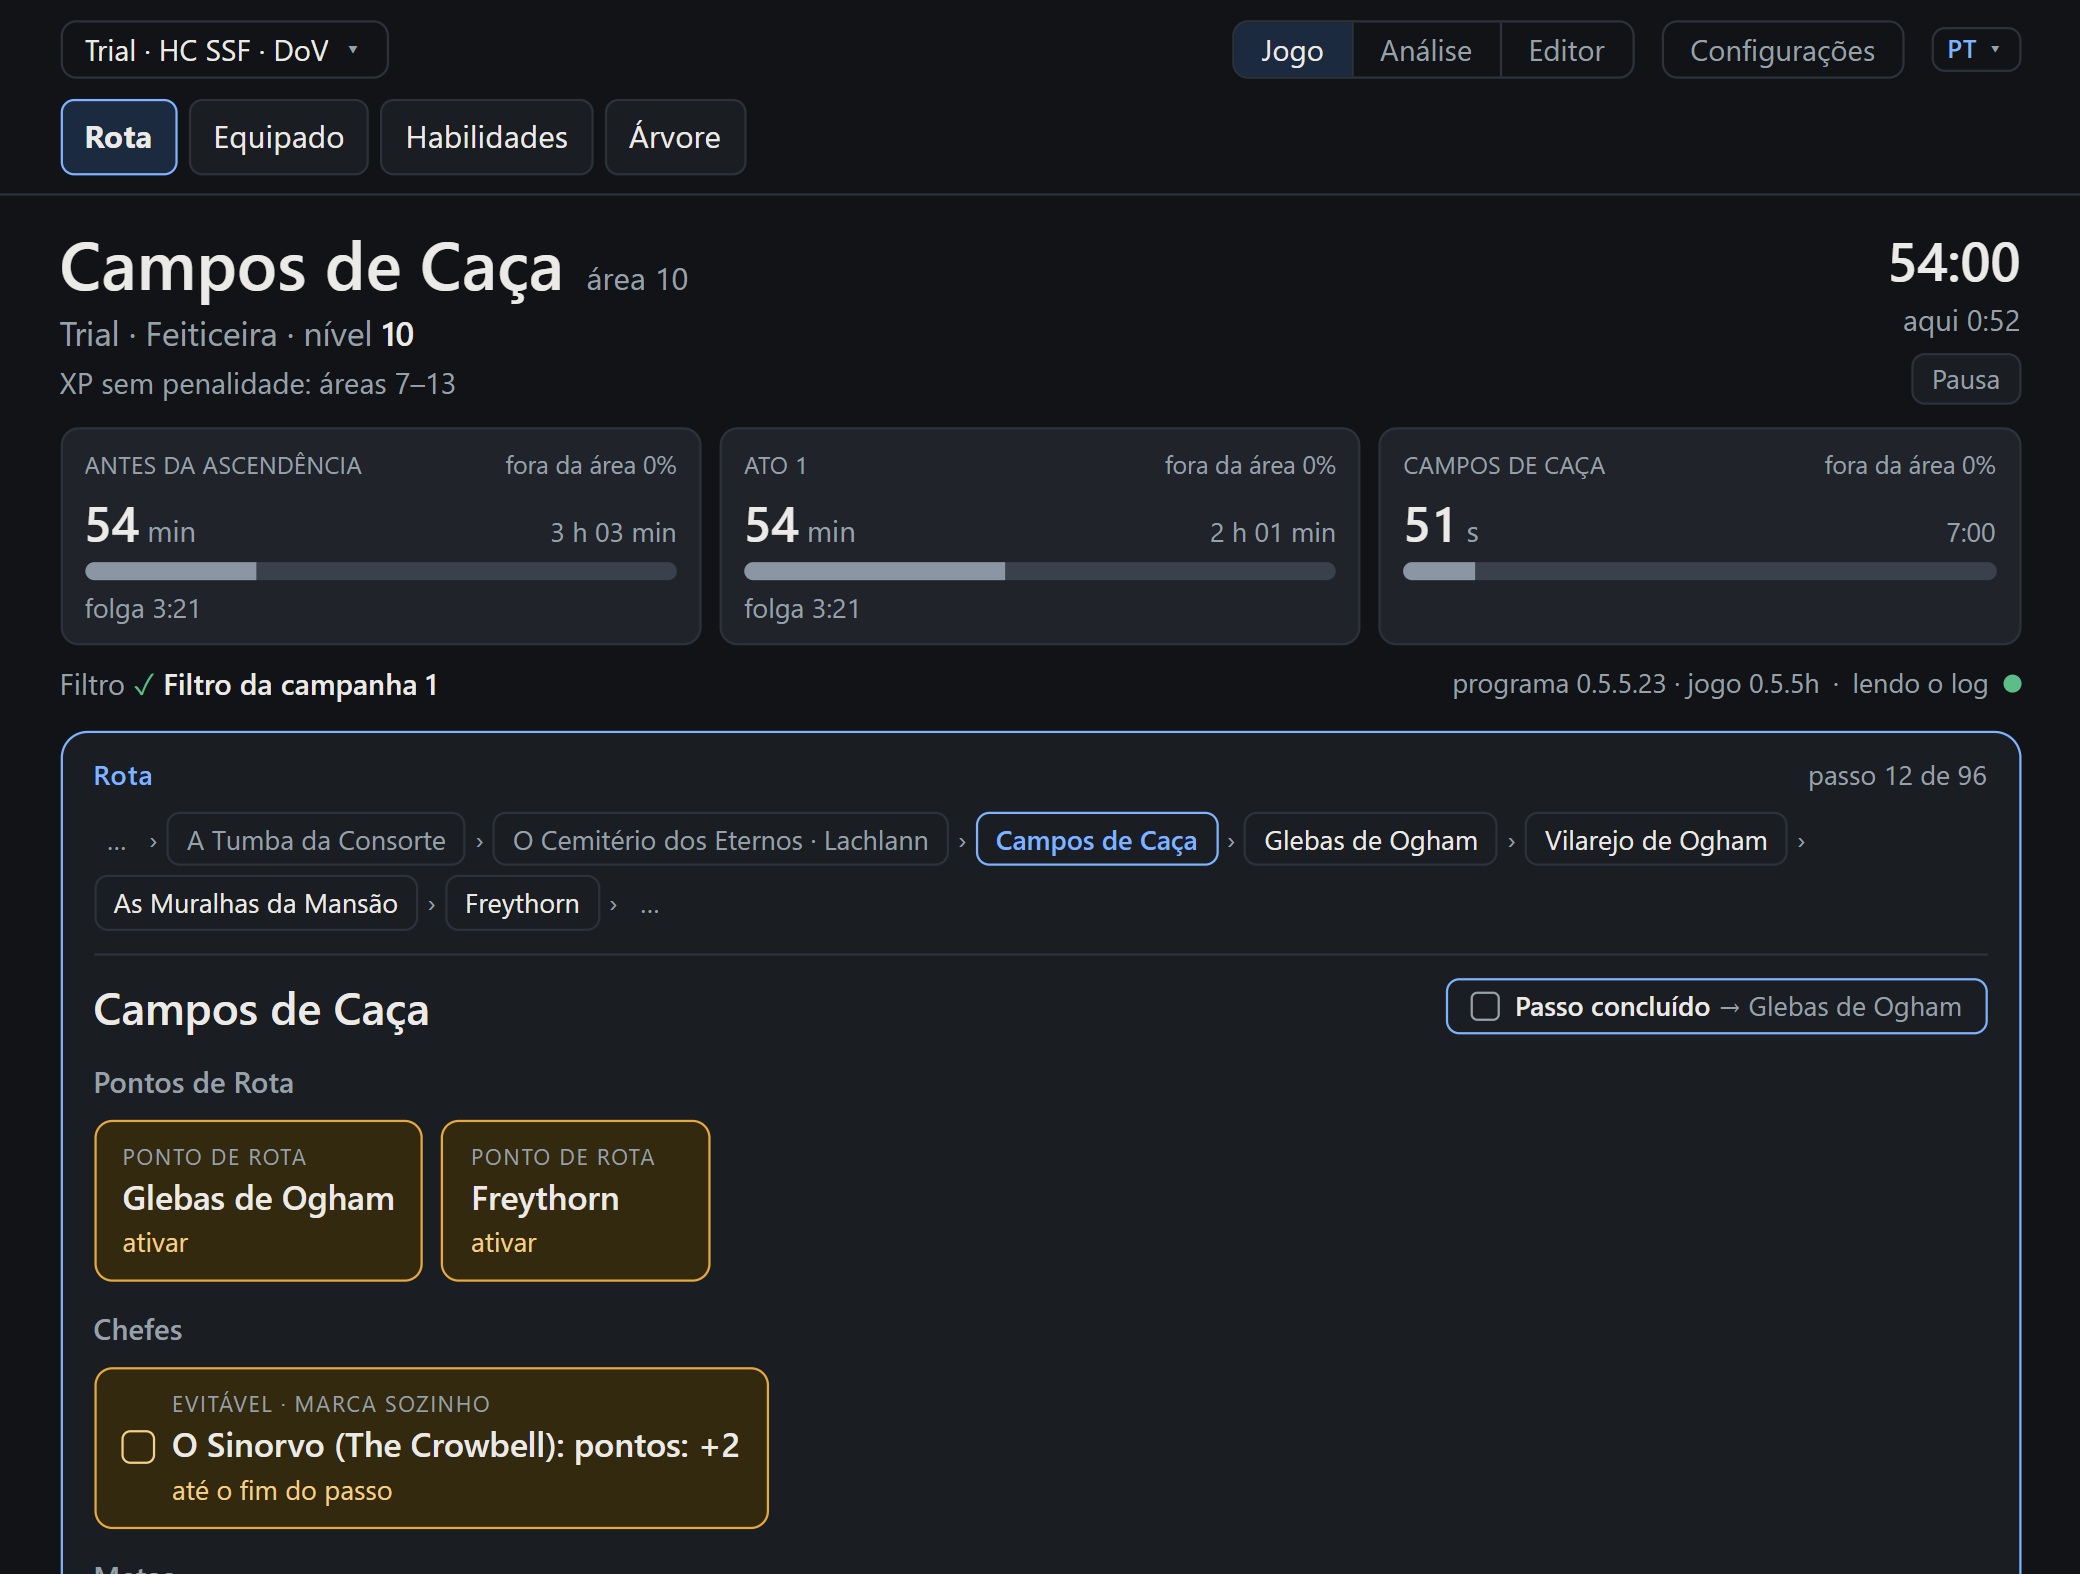 Trial · HC SSF · DoV ▾
Jogo Análise Editor Configurações PT ▾
Rota Equipado Habilidades Árvore
Campos de Caça área 10
54:00
Trial · Feiticeira · nível 10
aqui 0:52
XP sem penalidade: áreas 7–13
Pausa
ANTES DA ASCENDÊNCIA fora da área 0%
54 min 3 h 03 min
folga 3:21
ATO 1 fora da área 0%
54 min 2 h 01 min
folga 3:21
CAMPOS DE CAÇA fora da área 0%
51 s 7:00
Filtro ✓ Filtro da campanha 1
programa 0.5.5.23 · jogo 0.5.5h · lendo o log
Rota passo 12 de 96
... › A Tumba da Consorte › O Cemitério dos Eternos · Lachlann › Campos de Caça › Glebas de Ogham › Vilarejo de Ogham ›
As Muralhas da Mansão › Freythorn › ...
Campos de Caça
Passo concluído → Glebas de Ogham
Pontos de Rota
PONTO DE ROTA
Glebas de Ogham
ativar
PONTO DE ROTA
Freythorn
ativar
Chefes
EVITÁVEL · MARCA SOZINHO
O Sinorvo (The Crowbell): pontos: +2
até o fim do passo